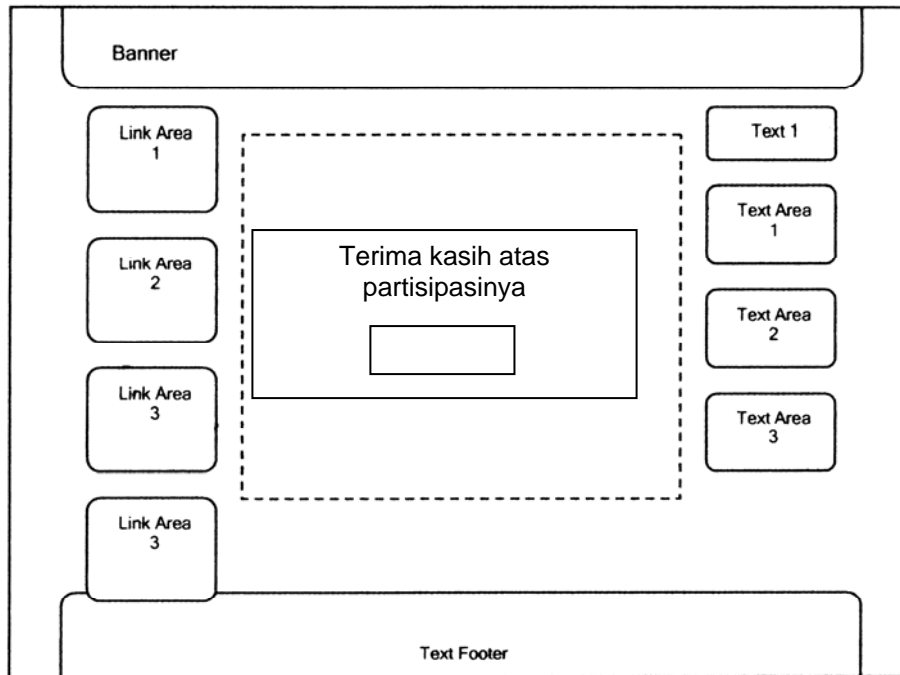 Banner
Link Area
1
Link Area
2
Link Area
3
Link Area
3
Terima kasih atas
partisipasinya
Text 1
Text Area
1
Text Area
2
Text Area
3
Text Footer